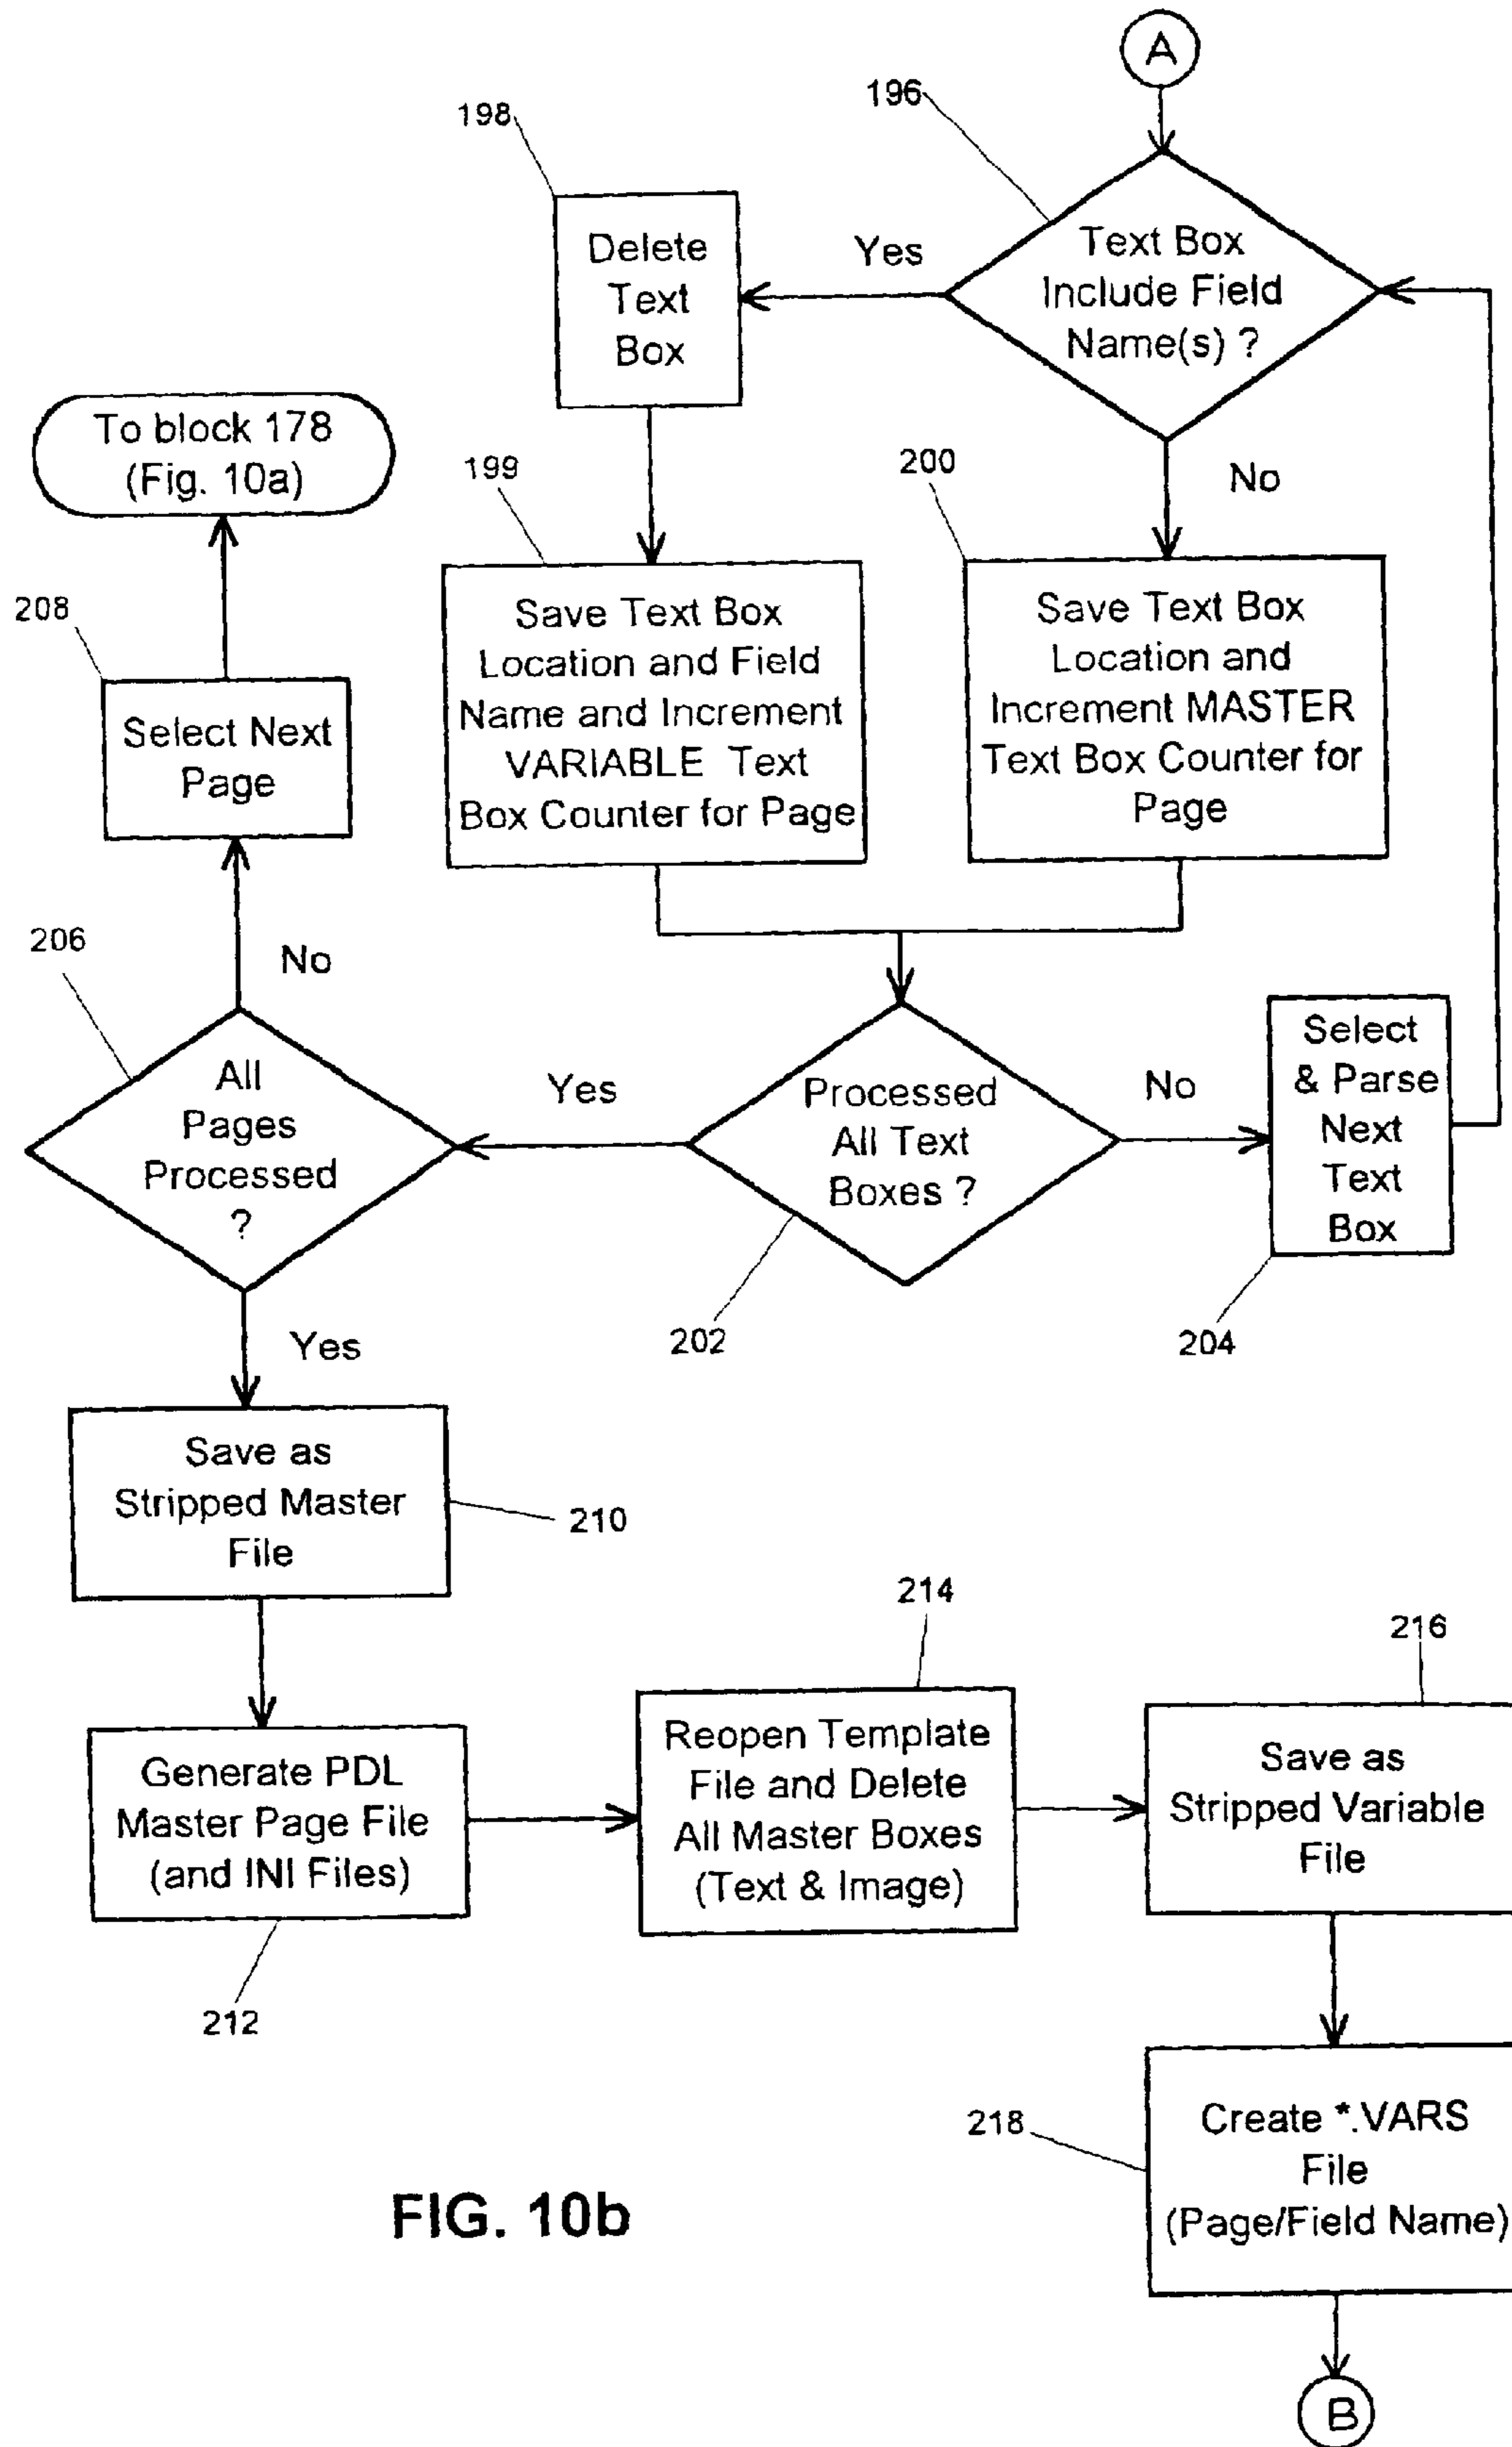 A
196
Text Box
Include Field
Name(s) ?
Yes
No
198
Delete
Text
Box
To block 178
(Fig. 10a)
199
Save Text Box
Location and Field
Name and Increment
VARIABLE Text
Box Counter for Page
200
Save Text Box
Location and
Increment MASTER
Text Box Counter for
Page
208
Select Next
Page
206
No
All
Pages
Processed
?
Yes
Processed
All Text
Boxes ?
No
Select
& Parse
Next
Text
Box
202
204
Yes
Save as
Stripped Master
File
210
Generate PDL
Master Page File
(and INI Files)
212
214
Reopen Template
File and Delete
All Master Boxes
(Text & Image)
216
Save as
Stripped Variable
File
218
Create *.VARS
File
(Page/Field Name)
FIG. 10b
B